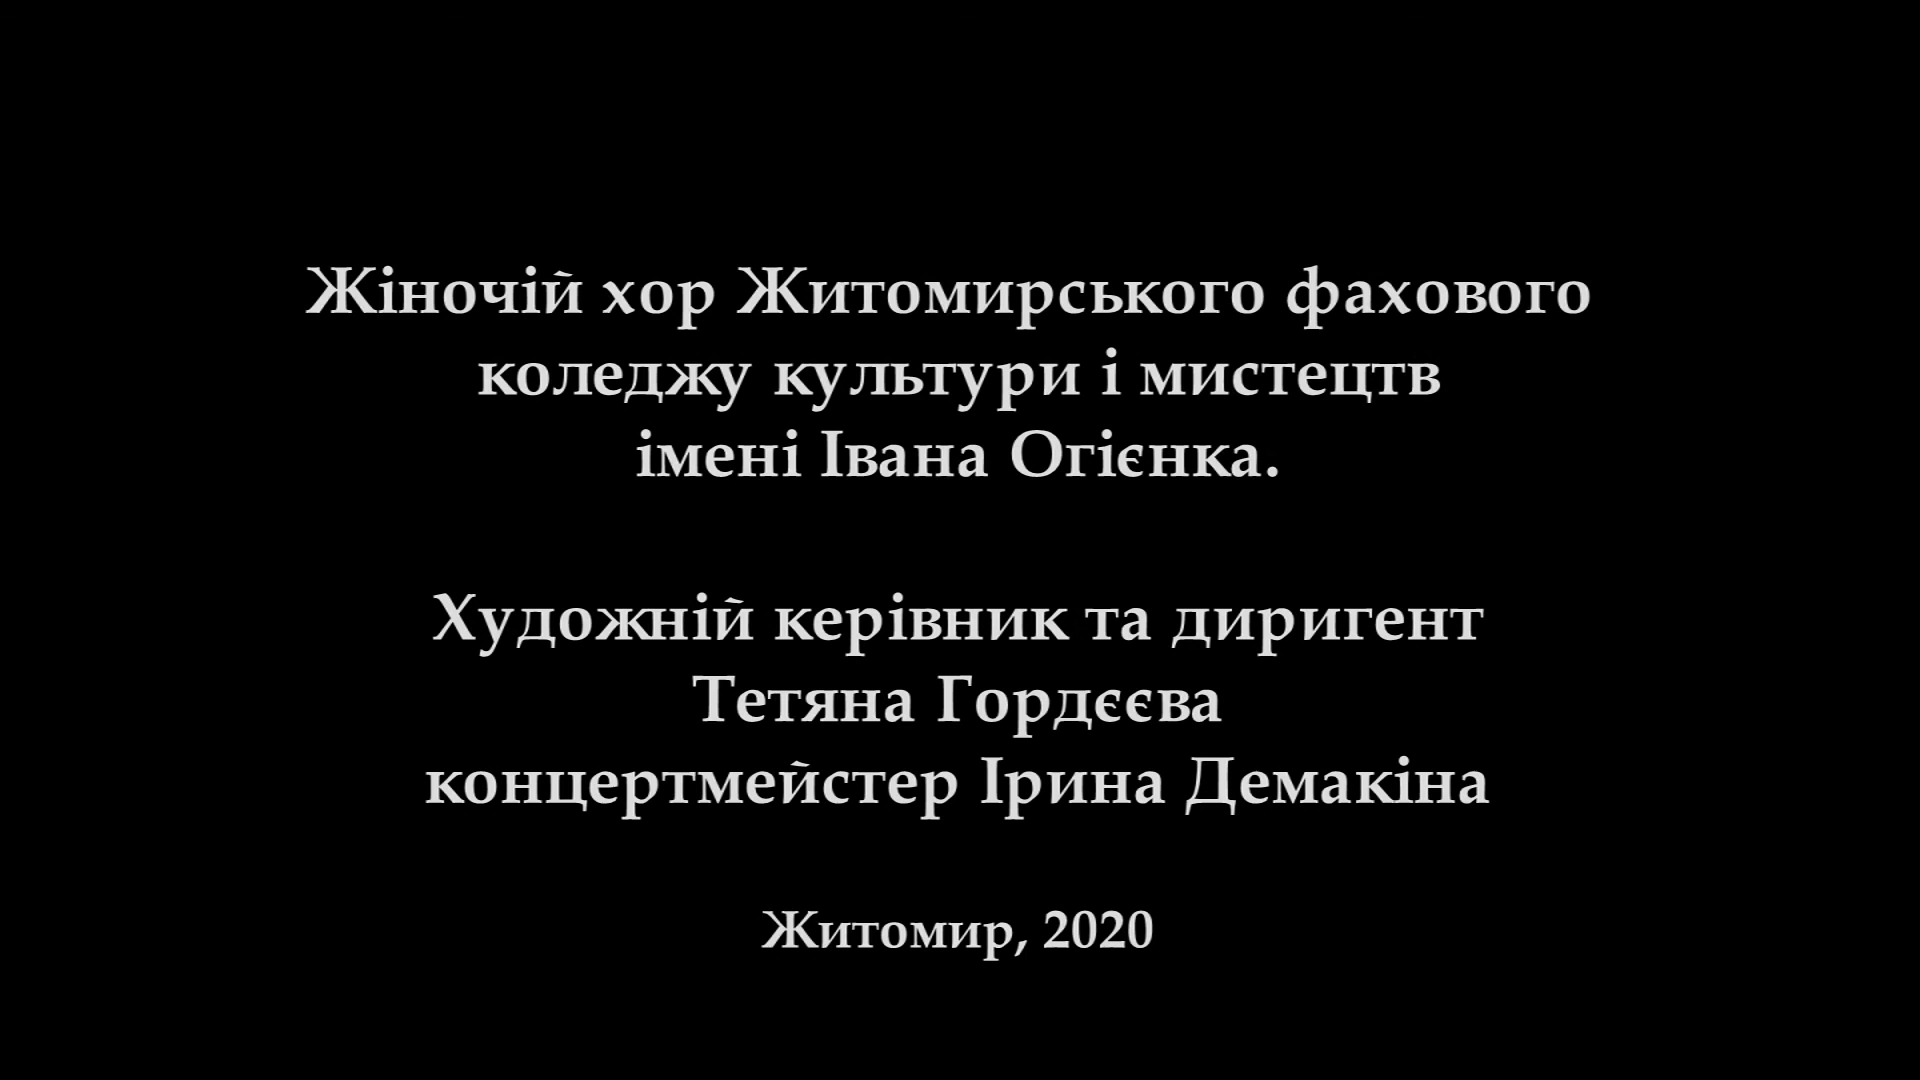 Жіночій хор Житомирського фахового
коледжу культури і мистецтв
імені Івана Огієнка.
Художній керівник та диригент
Тетяна Гордєєва
концертмейстер Ірина Демакіна
Житомир, 2020